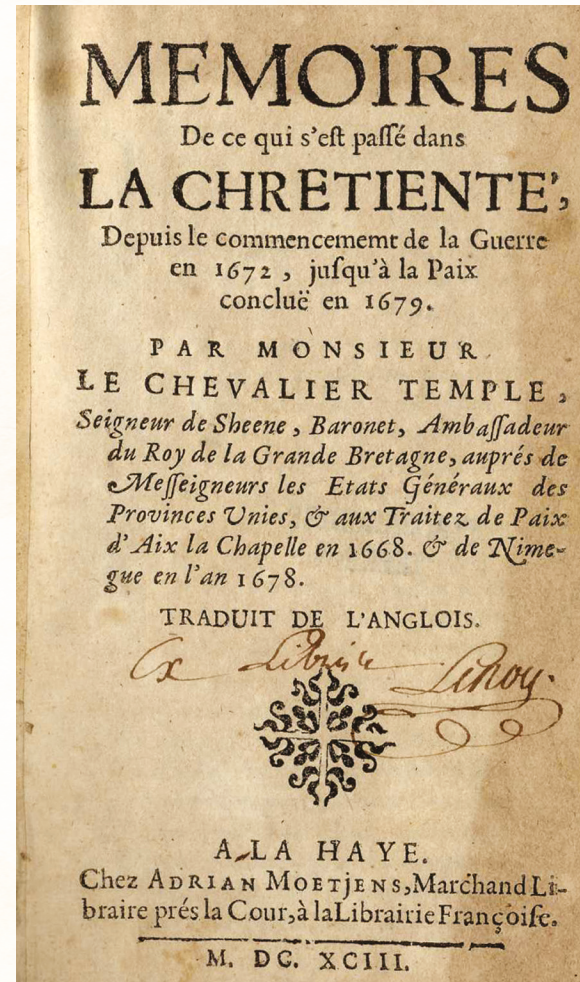 MEMOIRES
De ce qui s'eſt paſſé dans
LA CHRETIENTE',
Depuis le commencememt de la Guerre
en 1672, juſqu'à la Paix
concluë en 1679.
PAR MONSIEUR
LE CHEVALIER TEMPLE,
Seigneur de Sheene, Baronet, Ambaſſadeur
du Roy de la Grande Bretagne, auprés de
Meſſeigneurs les Etats Généraux des
Provinces Unies, & aux Traitez de Paix
d'Aix la Chapelle en 1668. & de Nime-
gue en l'an 1678.
TRADUIT DE L'ANGLOIS.
Ex Libris
A LA HAYE.
Chez ADRIAN MOETJENS, Marchand Li-
braire prés la Cour, à la Librairie Françoiſe.
M. DC. XCIII.